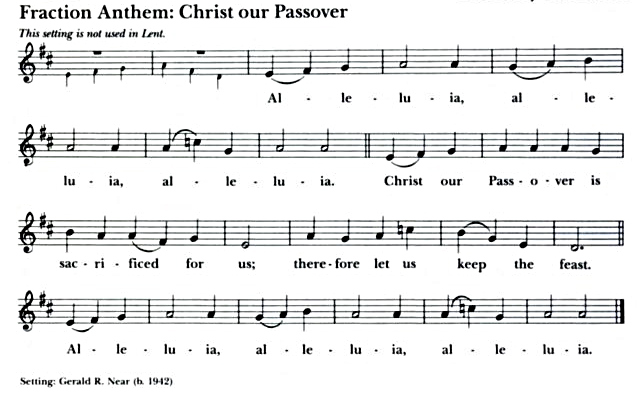 Fraction Anthem: Christ our Passover
This setting is not used in Lent.
Al - le - lu - ia, al - le -
lu - ia, al - le - lu - ia. Christ our Pass - o - ver is
sac - ri - ficed for us; there - fore let us keep the feast.
Al - le - lu - ia, al - le - lu - ia, al - le - lu - ia.
Setting: Gerald R. Near (b. 1942)